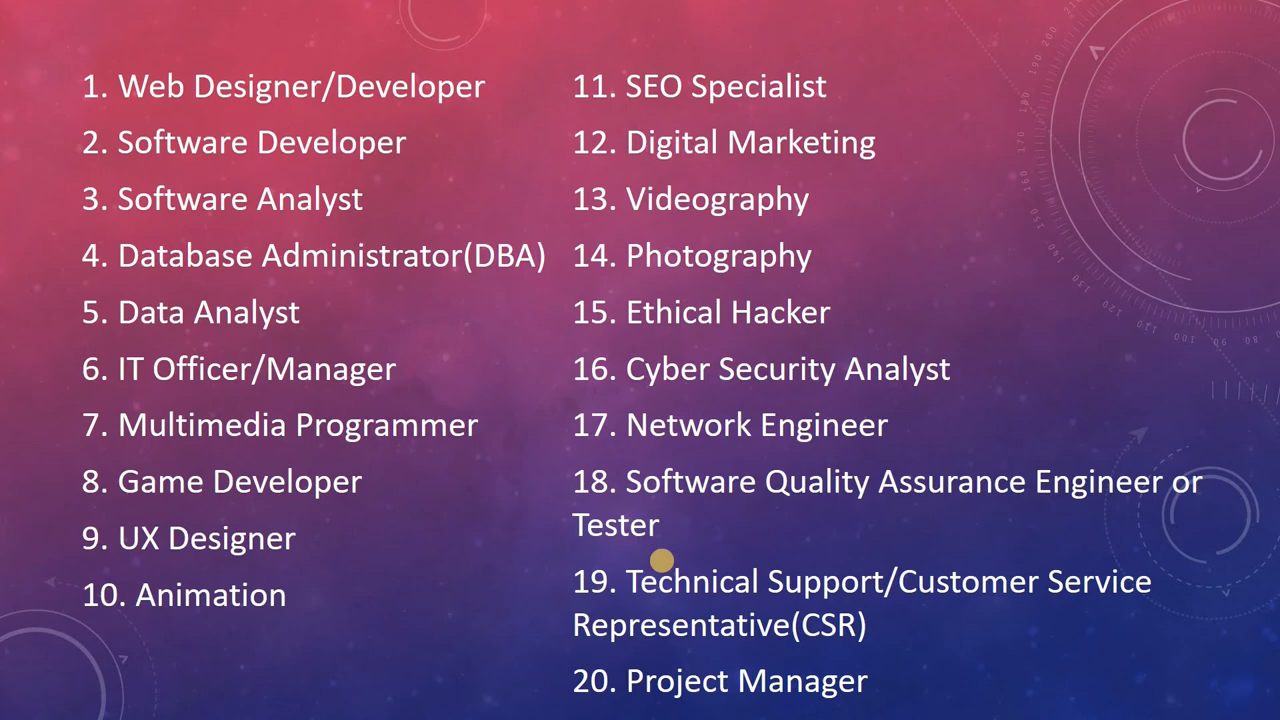 1. Web Designer/Developer
2. Software Developer
3. Software Analyst
4. Database Administrator(DBA)
5. Data Analyst
6. IT Officer/Manager
7. Multimedia Programmer
8. Game Developer
9. UX Designer
10. Animation
11. SEO Specialist
12. Digital Marketing
13. Videography
14. Photography
15. Ethical Hacker
16. Cyber Security Analyst
17. Network Engineer
18. Software Quality Assurance Engineer or
Tester
19. Technical Support/Customer Service
Representative(CSR)
20. Project Manager